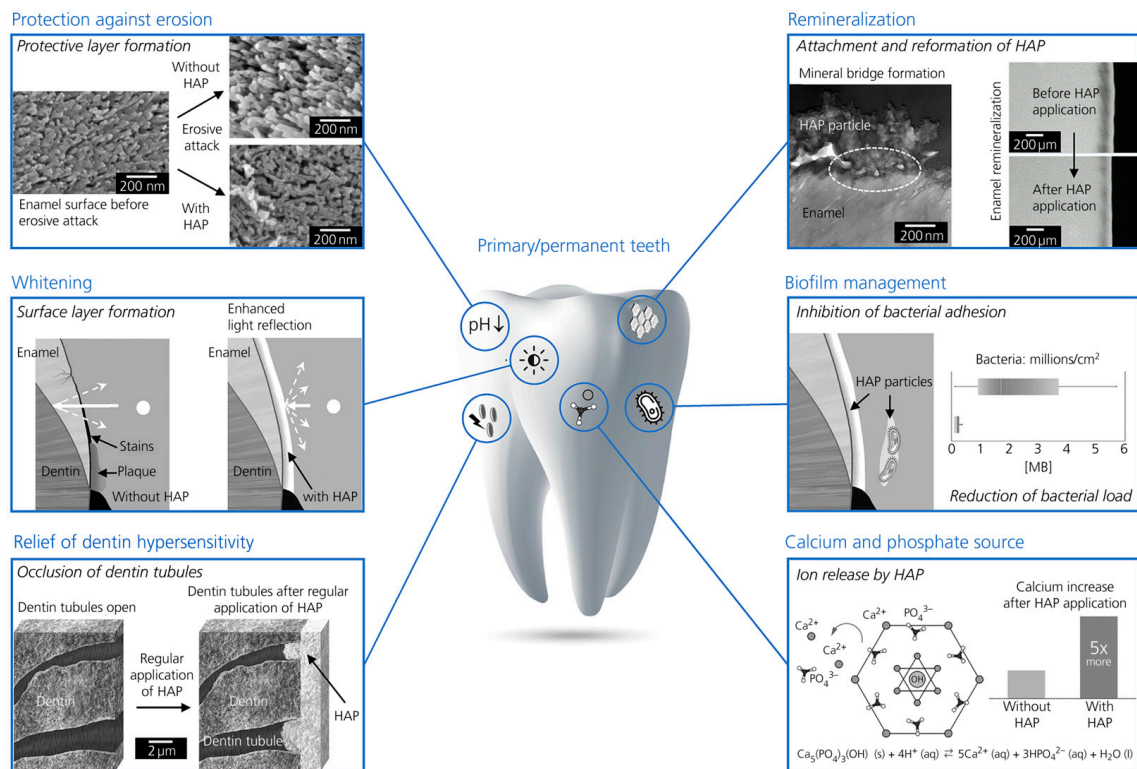 Protection against erosion
Protective layer formation
Without
HAP
Erosive
attack
With
HAP
200 nm
200 nm
200 nm
Enamel surface before
erosive attack
Remineralization
Attachment and reformation of HAP
Mineral bridge formation
HAP particle
Enamel
200 nm
Enamel remineralization
Before HAP
application
200 µm
After HAP
application
200 µm
Primary/permanent teeth
pH ↓
Whitening
Surface layer formation
Enamel
Stains
Dentin
Plaque
Without HAP
Enhanced
light reflection
Enamel
Dentin
with HAP
Biofilm management
Inhibition of bacterial adhesion
HAP particles
Bacteria: millions/cm²
0 1 2 3 4 5 6
[MB]
Reduction of bacterial load
Relief of dentin hypersensitivity
Occlusion of dentin tubules
Dentin tubules open
Dentin
Regular
application
of HAP
2 µm
Dentin tubules after regular
application of HAP
Dentin
HAP
Dentin tubule
Calcium and phosphate source
Ion release by HAP
Ca²⁺
Ca²⁺
PO₄³⁻
Ca²⁺
PO₄³⁻
OH
Calcium increase
after HAP application
5x
more
Without
HAP
With
HAP
Ca₅(PO₄)₃(OH) (s) + 4H⁺ (aq) ⇄ 5Ca²⁺ (aq) + 3HPO₄²⁻ (aq) + H₂O (l)